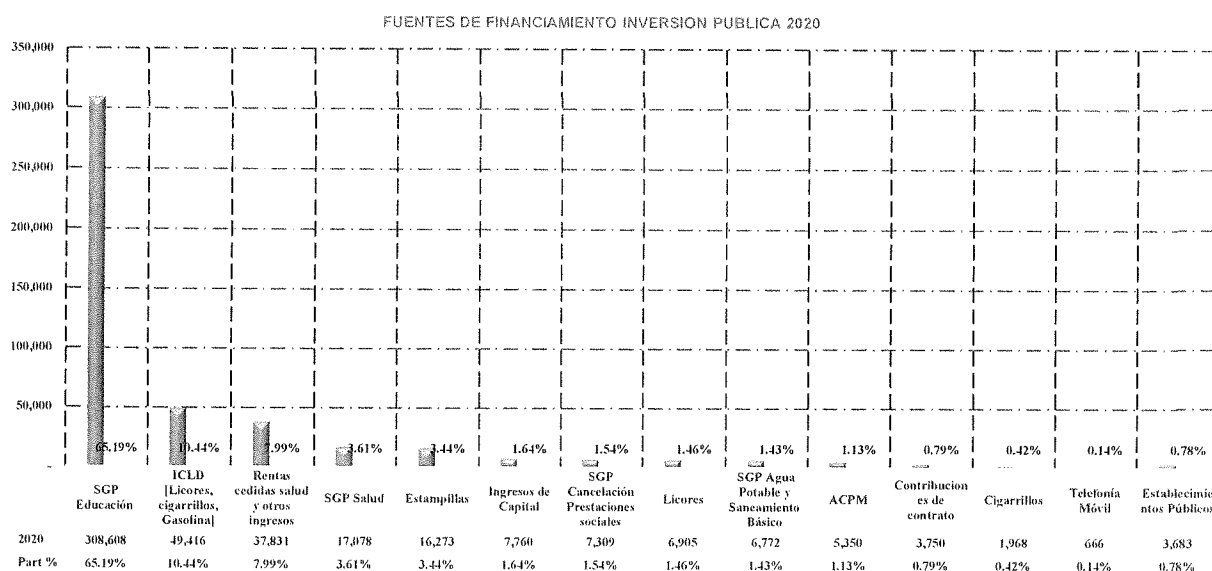 FUENTES DE FINANCIAMIENTO INVERSION PUBLICA 2020
350,000
300,000
250,000
200,000
150,000
100,000
50,000
-
65.19% 10.44% 7.99% 3.61% 3.44% 1.64% 1.54% 1.46% 1.43% 1.13% 0.79% 0.42% 0.14% 0.78%
SGP
Educación
ICLD
[Licores,
cigarrillos,
Gasolina]
Rentas
cedidas salud
y otros
ingresos
SGP Salud
Estampillas
Ingresos de
Capital
SGP
Cancelación
Prestaciones
sociales
Licores
SGP Agua
Potable y
Saneamiento
Básico
ACPM
Contribucion
es de
contrato
Cigarrillos
Telefonía
Móvil
Establecimie
ntos Públicos
2020 308,608 49,416 37,831 17,078 16,273 7,760 7,309 6,905 6,772 5,350 3,750 1,968 666 3,683
Part % 65.19% 10.44% 7.99% 3.61% 3.44% 1.64% 1.54% 1.46% 1.43% 1.13% 0.79% 0.42% 0.14% 0.78%